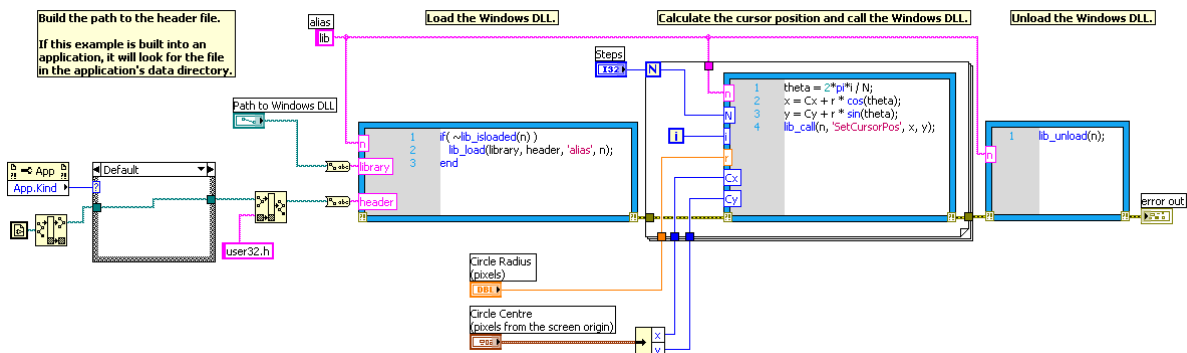 Build the path to the header file.
If this example is built into an
application, it will look for the file
in the application's data directory.
alias
lib
Load the Windows DLL.
Calculate the cursor position and call the Windows DLL.
Unload the Windows DLL.
Steps
I32
N
Path to Windows DLL
n
library
header
1 if( ~lib_isloaded(n) )
2 lib_load(library, header, 'alias', n);
3 end
abc
abc
App
App.Kind
?
Default
user32.h
i
n
N
i
r
Cx
Cy
1 theta = 2*pi*i / N;
2 x = Cx + r * cos(theta);
3 y = Cy + r * sin(theta);
4 lib_call(n, 'SetCursorPos', x, y);
n
1 lib_unload(n);
error out
Circle Radius
(pixels)
DBL
Circle Centre
(pixels from the screen origin)
x
y